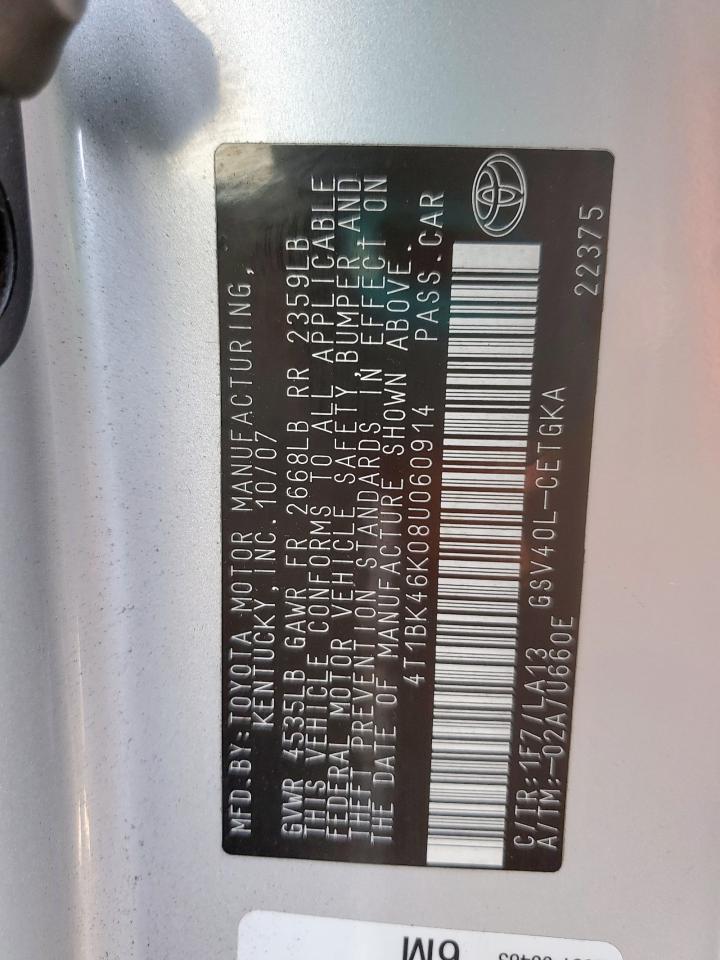 MFD.BY:TOYOTA MOTOR MANUFACTURING,
KENTUCKY, INC. 10/07
GVWR 4535LB GAWR FR 2668LB RR 2359LB
THIS VEHICLE CONFORMS TO ALL APPLICABLE
FEDERAL MOTOR VEHICLE SAFETY, BUMPER, AND
THEFT PREVENTION STANDARDS IN EFFECT ON
THE DATE OF MANUFACTURE SHOWN ABOVE.
4T1BK46K08U060914 PASS.CAR
C/TR:1F7/LA13 GSV40L-CETGKA
A/TM:-02A/U660E 22375
6M